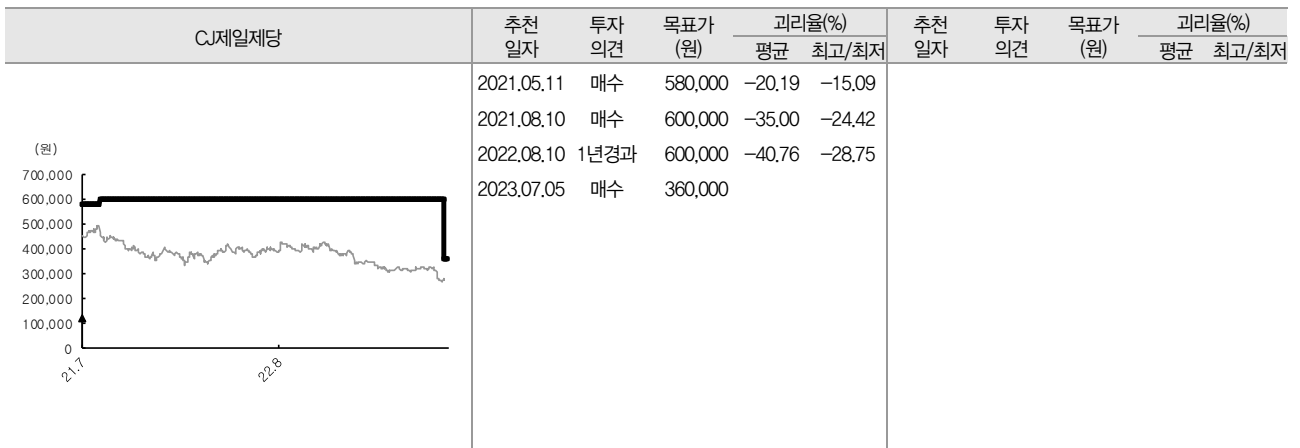 CJ제일제당
추천 투자 목표가 괴리율(%) 추천 투자 목표가 괴리율(%)
일자 의견 (원) 평균 최고/최저 일자 의견 (원) 평균 최고/최저
2021.05.11 매수 580,000 -20.19 -15.09
2021.08.10 매수 600,000 -35.00 -24.42
2022.08.10 1년경과 600,000 -40.76 -28.75
2023.07.05 매수 360,000
(원)
700,000
600,000
500,000
400,000
300,000
200,000
100,000
0
21.7 22.8